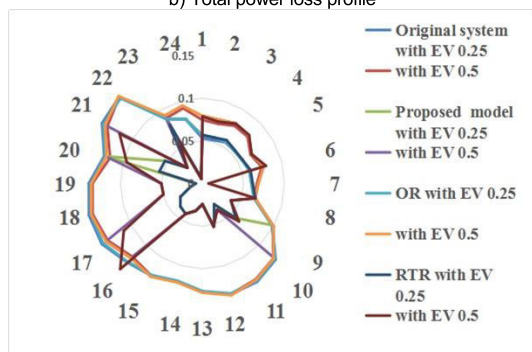 b) Total power loss profile
24 1 2
23 3
22 4
21 5
20 6
19 7
18 8
17 9
16 10
15 11
14 13 12
0.15
0.1
0.05
0
Original system
with EV 0.25
with EV 0.5
Proposed model
with EV 0.25
with EV 0.5
OR with EV 0.25
with EV 0.5
RTR with EV
0.25
with EV 0.5